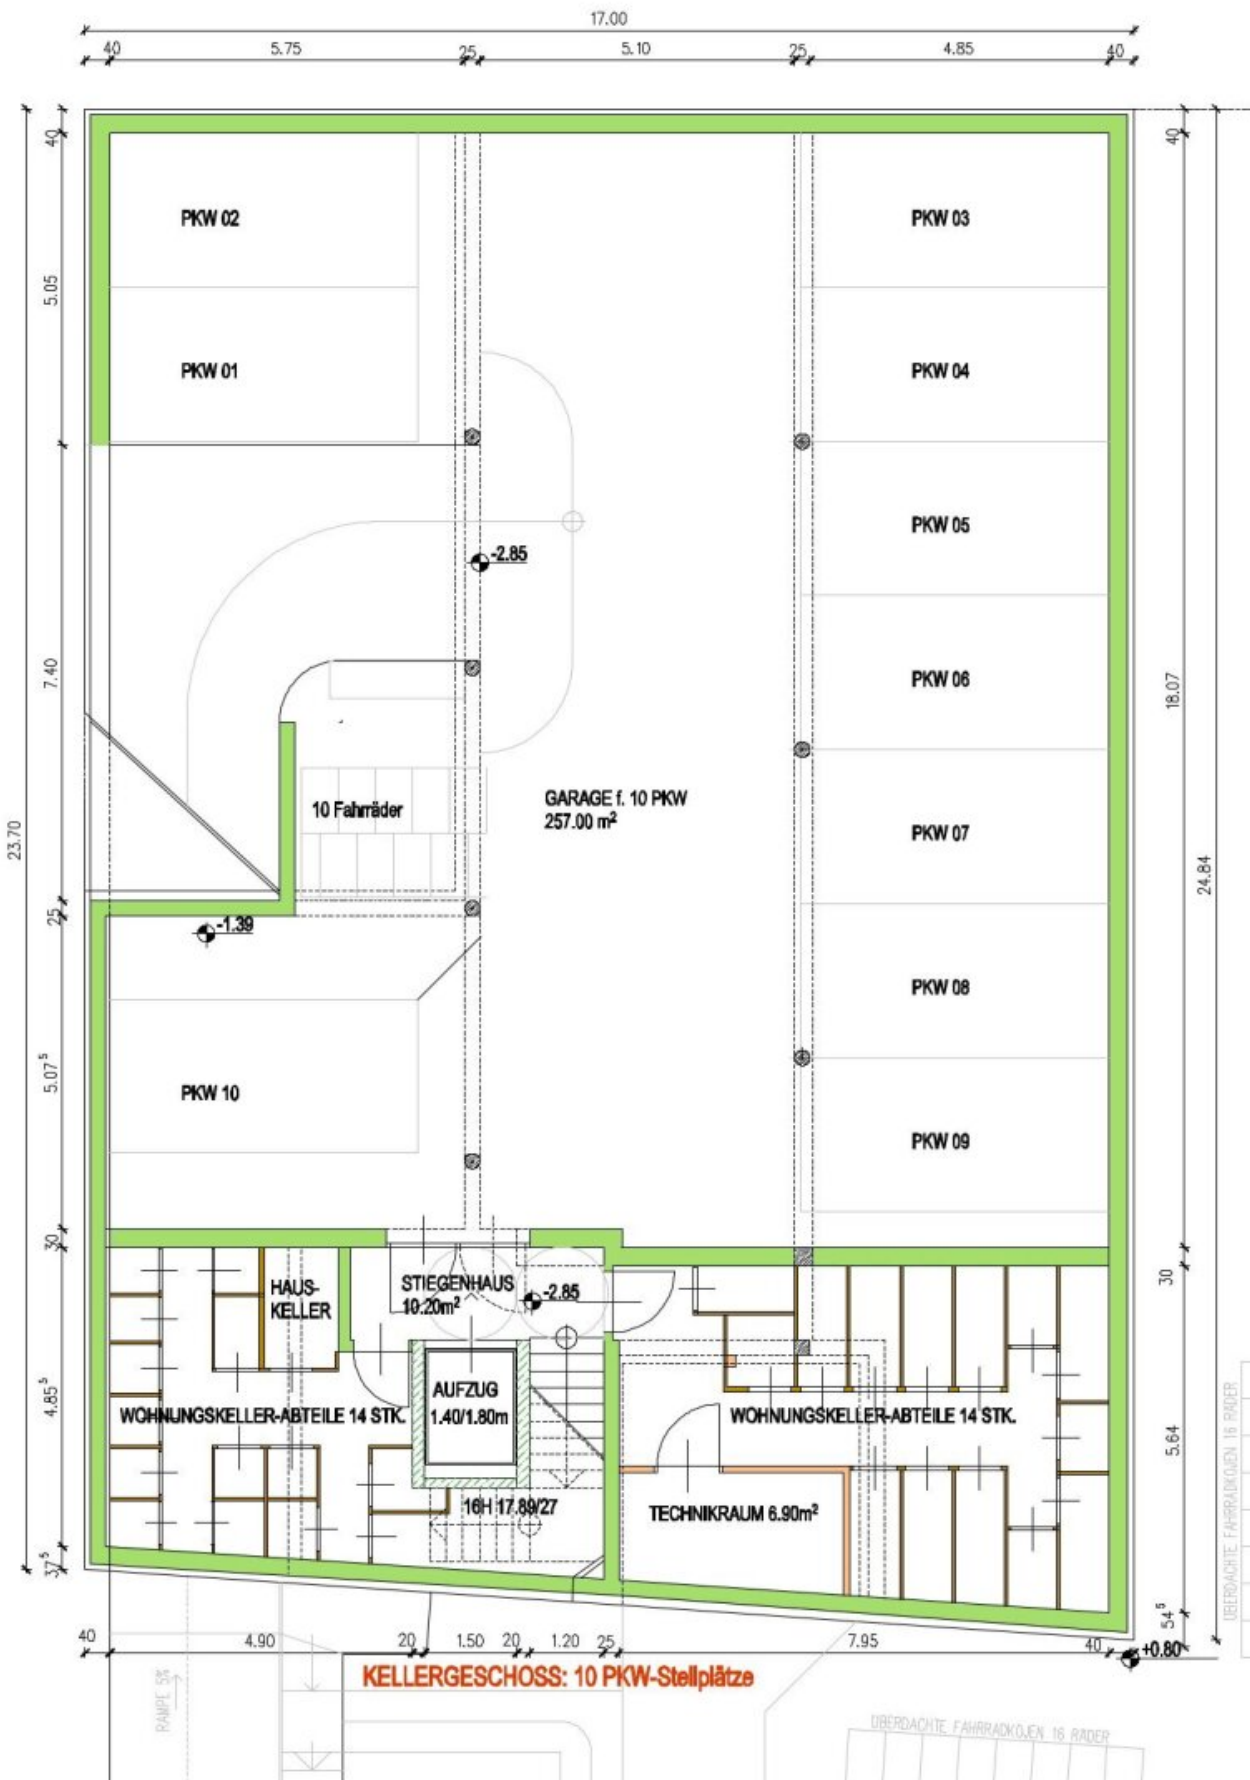 17.00
40 5.75 25 5.10 25 4.85 40
40
40
PKW 02
PKW 03
5.05
PKW 01
PKW 04
PKW 05
-2.85
7.40
PKW 06
18.07
GARAGE f. 10 PKW
257.00 m²
10 Fahrräder
PKW 07
23.70
24.84
25
-1.39
PKW 08
5.07⁵
PKW 10
PKW 09
30
30
HAUS-
KELLER
STIEGENHAUS
10.20m²
-2.85
4.85⁵
AUFZUG
1.40/1.80m
WOHNUNGSKELLER-ABTEILE 14 STK.
WOHNUNGSKELLER-ABTEILE 14 STK.
5.64
16H 17.89/27
TECHNIKRAUM 6.90m²
37⁵
54⁵
ÜBERDACHTE FAHRRADKOJEN 16 RÄDER
40 4.90 20 1.50 20 1.20 25 7.95 40
+0.80
KELLERGESCHOSS: 10 PKW-Stellplätze
RAMPE 5%
ÜBERDACHTE FAHRRADKOJEN 16 RÄDER